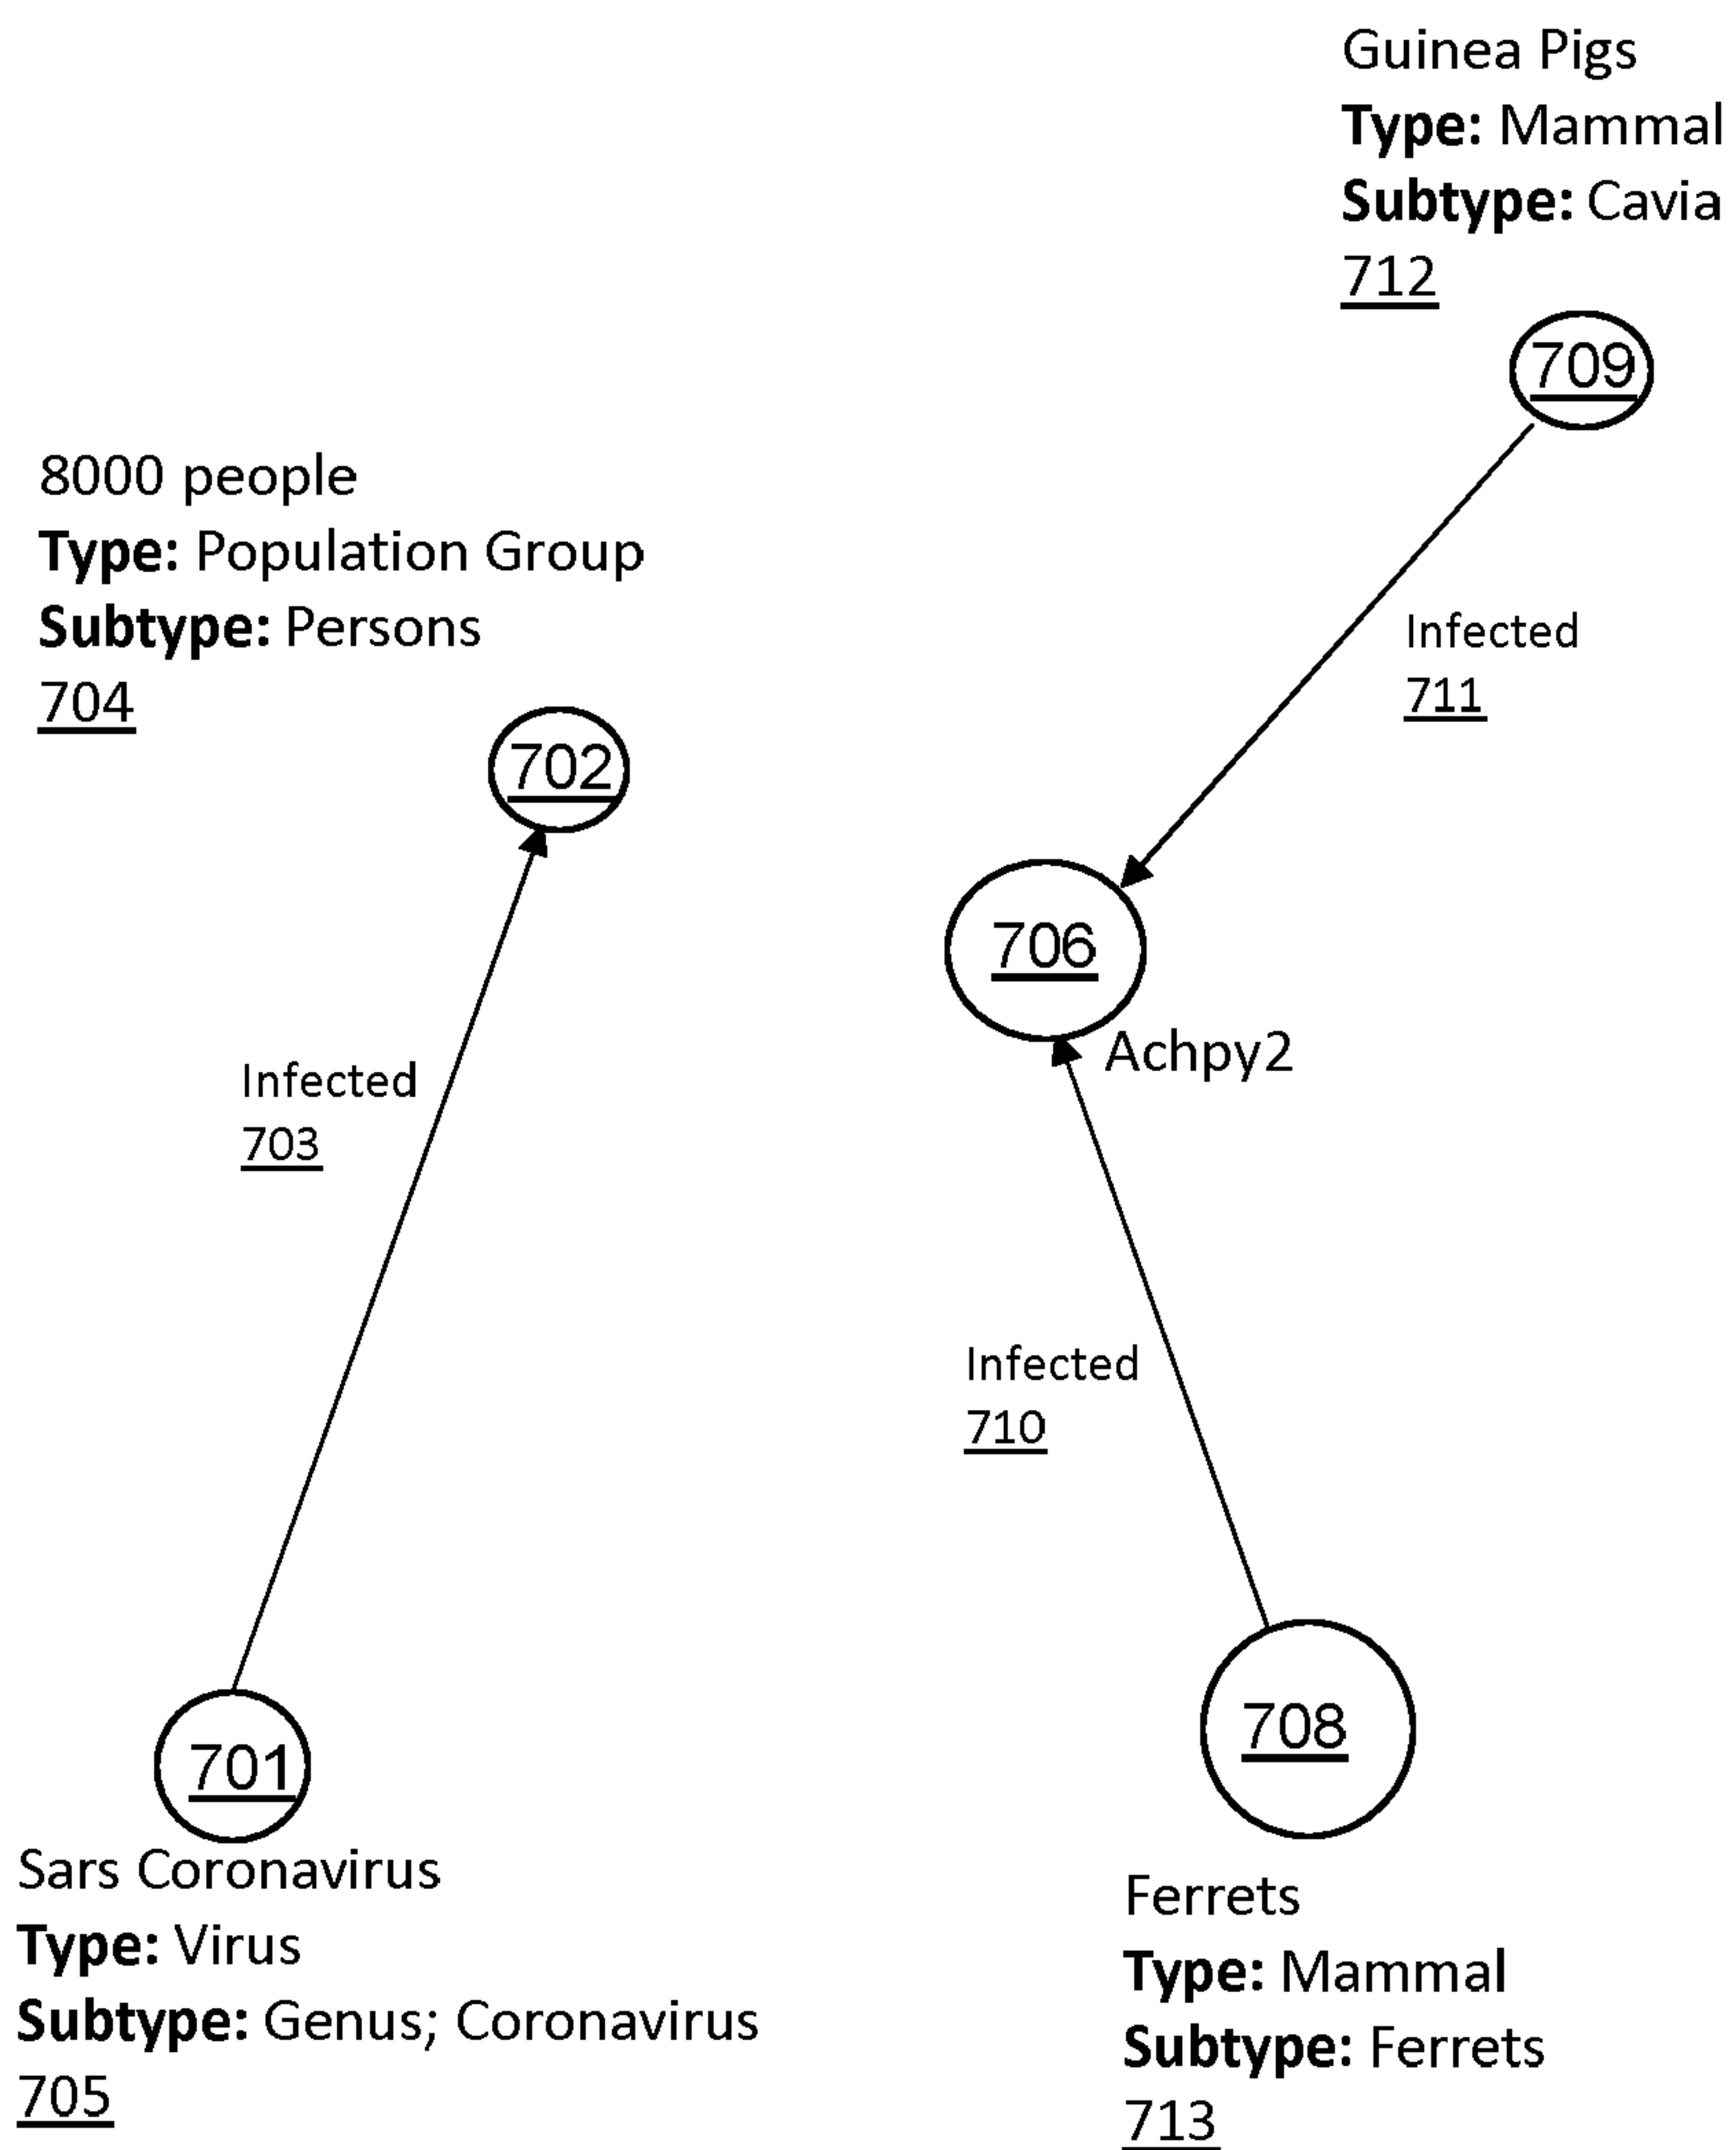 Guinea Pigs
Type: Mammal
Subtype: Cavia
712
709
8000 people
Type: Population Group
Subtype: Persons
704
702
Infected
711
706
Achpy2
Infected
703
Infected
710
701
708
Sars Coronavirus
Type: Virus
Subtype: Genus; Coronavirus
705
Ferrets
Type: Mammal
Subtype: Ferrets
713